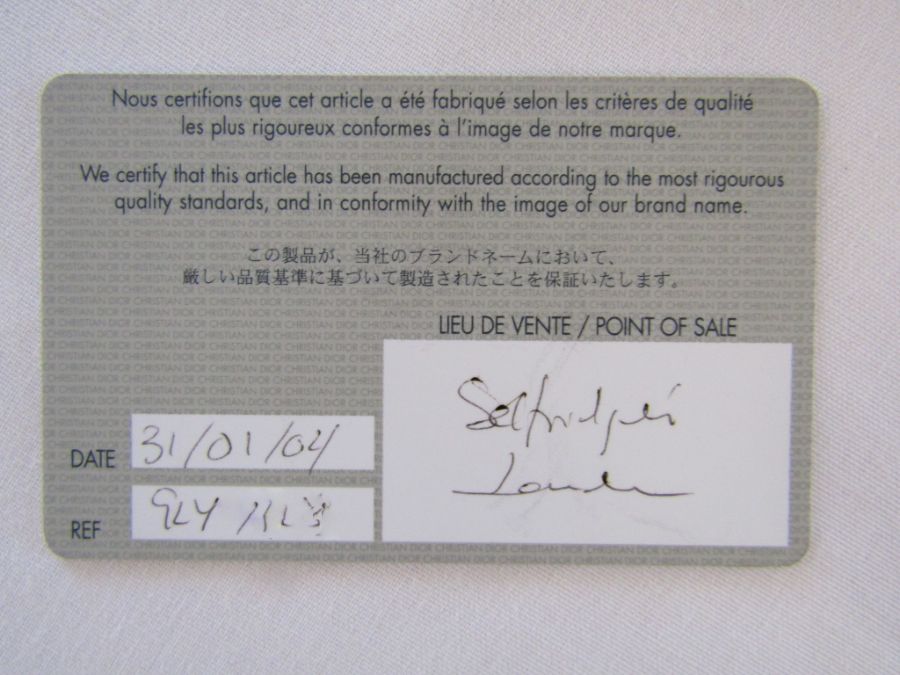 Nous certifions que cet article a été fabriqué selon les critères de qualité
les plus rigoureux conformes à l'image de notre marque.
We certify that this article has been manufactured according to the most rigourous
quality standards, and in conformity with the image of our brand name.
この製品が、当社のブランドネームにおいて、
厳しい品質基準に基づいて製造されたことを保証いたします。
LIEU DE VENTE / POINT OF SALE
Selfridges
London
DATE 31/01/04
REF